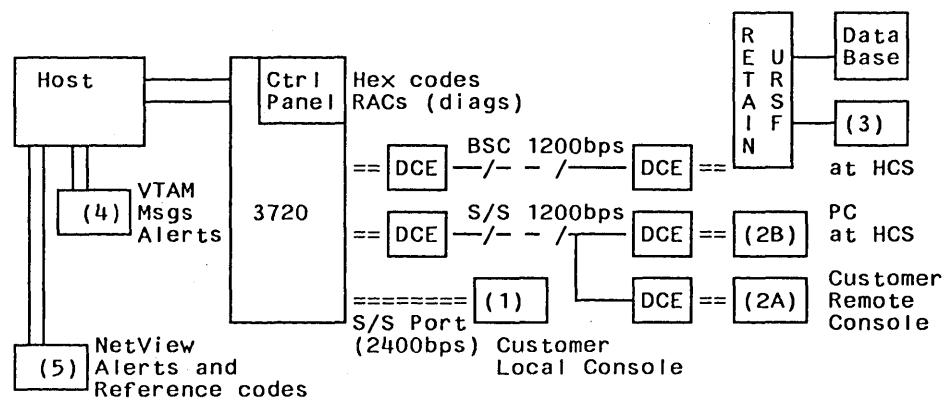 RETAIN
URSF
Data
Base
Host
Ctrl
Panel
Hex codes
RACs (diags)
(3)
at HCS
BSC 1200bps
== DCE —/— — /— DCE ==
(4)
VTAM
Msgs
Alerts
3720
S/S 1200bps
== DCE —/— — /— DCE == (2B)
PC
at HCS
DCE == (2A)
Customer
Remote
Console
======== (1)
S/S Port
(2400bps)
Customer
Local Console
(5)
NetView
Alerts and
Reference codes